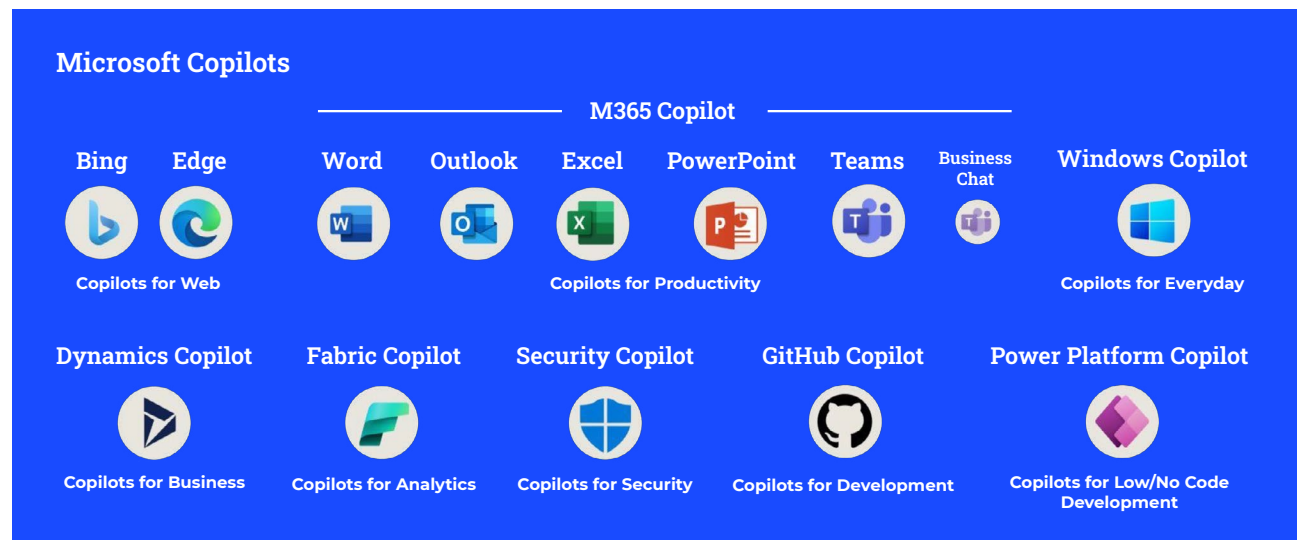 Microsoft Copilots
M365 Copilot
Bing
Edge
Word
Outlook
Excel
PowerPoint
Teams
Business
Chat
Windows Copilot
W
O
X
P
T
T
Copilots for Web
Copilots for Productivity
Copilots for Everyday
Dynamics Copilot
Fabric Copilot
Security Copilot
GitHub Copilot
Power Platform Copilot
Copilots for Business
Copilots for Analytics
Copilots for Security
Copilots for Development
Copilots for Low/No Code
Development